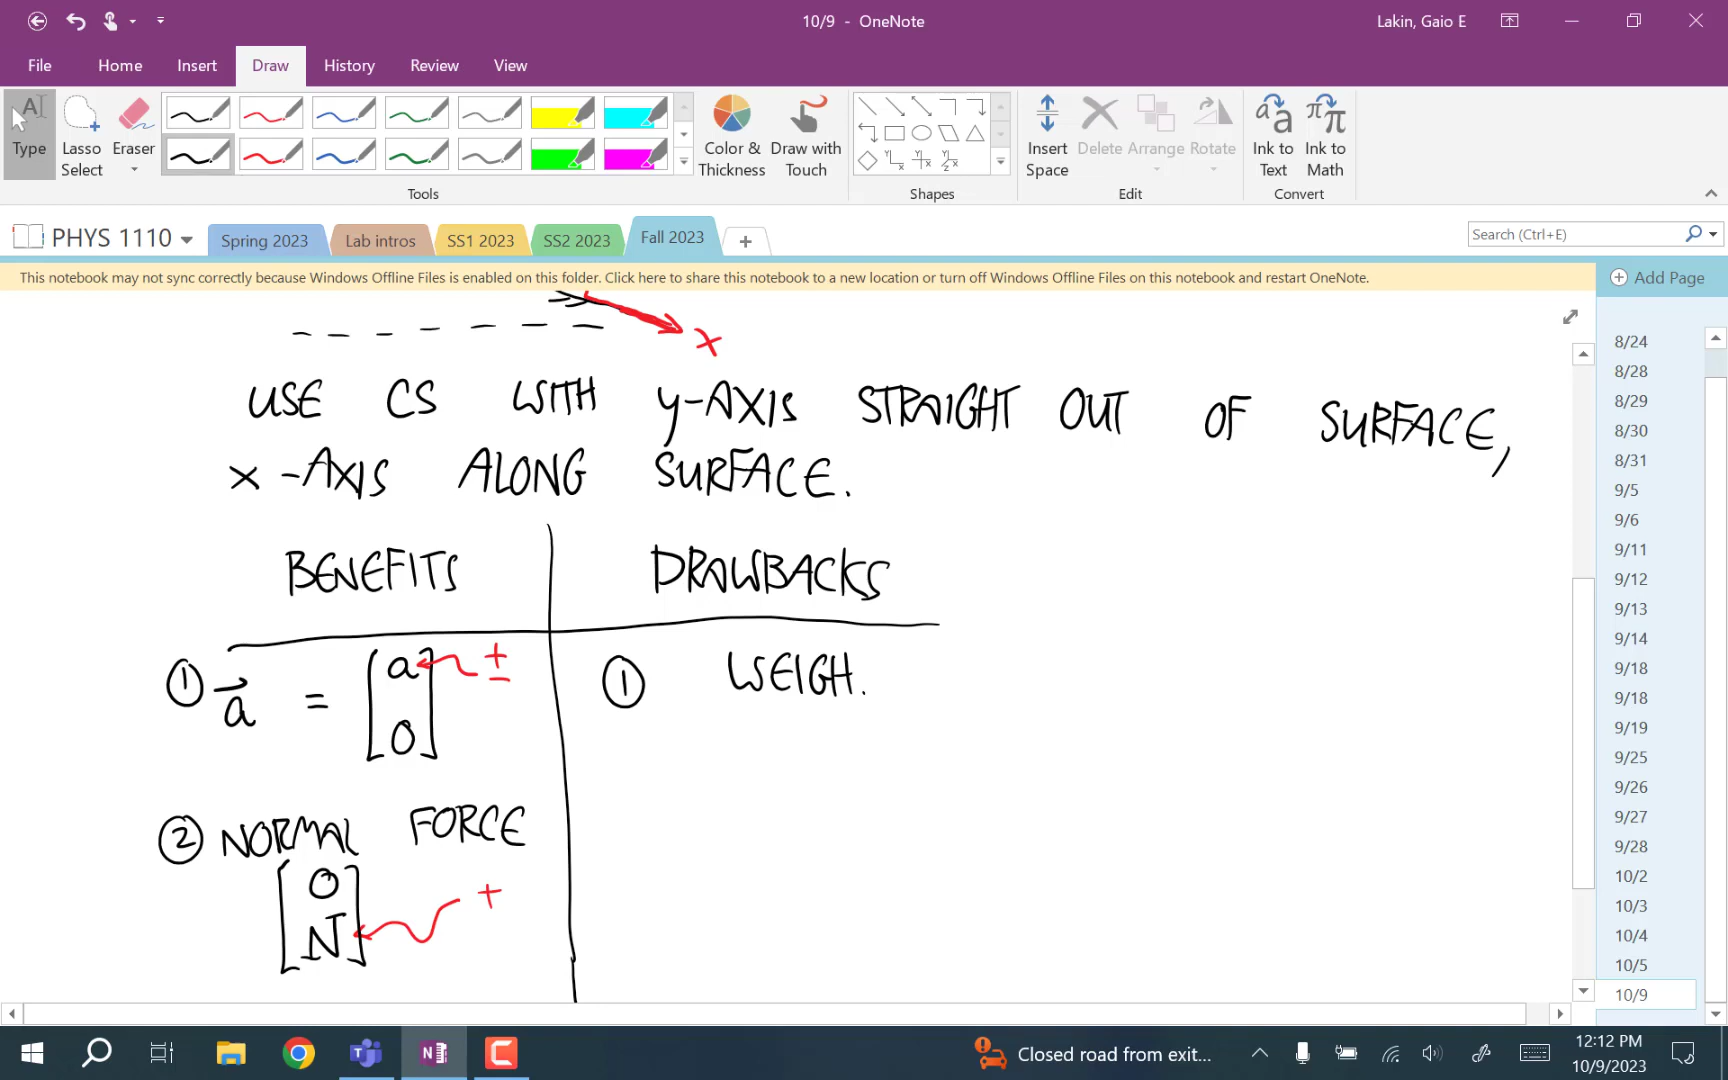 10/9 - OneNote
Lakin, Gaio E
File Home Insert Draw History Review View
Type
Lasso Select
Eraser
Color & Thickness
Draw with Touch
Insert Space
Delete
Arrange
Rotate
Ink to Text
Ink to Math
Tools Shapes Edit Convert
PHYS 1110
Spring 2023 Lab intros SS1 2023 SS2 2023 Fall 2023
Search (Ctrl+E)
This notebook may not sync correctly because Windows Offline Files is enabled on this folder. Click here to share this notebook to a new location or turn off Windows Offline Files on this notebook and restart OneNote.
Add Page
x
USE CS WITH y-AXIS STRAIGHT OUT OF SURFACE,
x-AXIS ALONG SURFACE.
BENEFITS DRAWBACKS
① a⃗ = [a 0] ±
① WEIGH.
② NORMAL FORCE
[0 N] +
8/24
8/28
8/29
8/30
8/31
9/5
9/6
9/11
9/12
9/13
9/14
9/18
9/18
9/19
9/25
9/26
9/27
9/28
10/2
10/3
10/4
10/5
10/9
Closed road from exit...
12:12 PM
10/9/2023